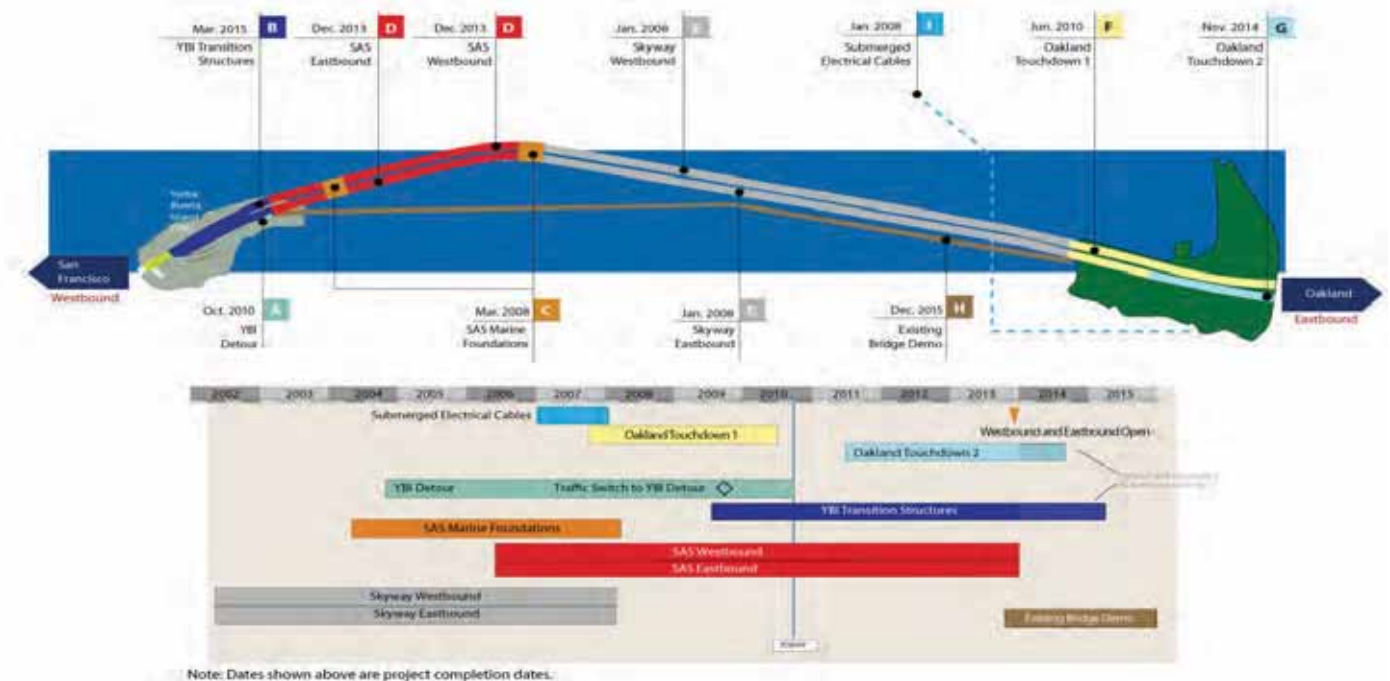 Mar. 2015 B
YBI Transition
Structures
Dec. 2013 D
SAS
Eastbound
Dec. 2013 D
SAS
Westbound
Jan. 2008 E
Skyway
Westbound
Jan. 2008 I
Submerged
Electrical Cables
Jun. 2010 F
Oakland
Touchdown 1
Nov. 2014 G
Oakland
Touchdown 2
San
Francisco
Westbound
Oakland
Eastbound
Oct. 2010 A
YBI
Detour
Mar. 2008 C
SAS Marine
Foundations
Jan. 2008 E
Skyway
Eastbound
Dec. 2015 H
Existing
Bridge Demo
2002 2003 2004 2005 2006 2007 2008 2009 2010 2011 2012 2013 2014 2015
Submerged Electrical Cables
Oakland Touchdown 1
Westbound and Eastbound Open
Oakland Touchdown 2
YBI Detour Traffic Switch to YBI Detour
YBI Transition Structures
SAS Marine Foundations
SAS Westbound
SAS Eastbound
Skyway Westbound
Skyway Eastbound
Existing Bridge Demo
Note: Dates shown above are project completion dates.